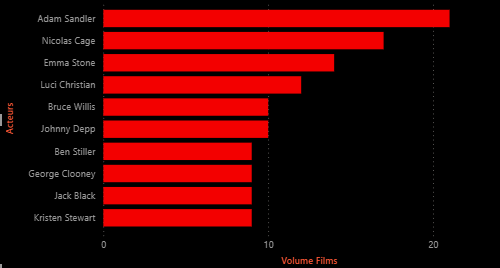 Adam Sandler
Nicolas Cage
Emma Stone
Luci Christian
Bruce Willis
Johnny Depp
Ben Stiller
George Clooney
Jack Black
Kristen Stewart
Acteurs
0 10 20
Volume Films